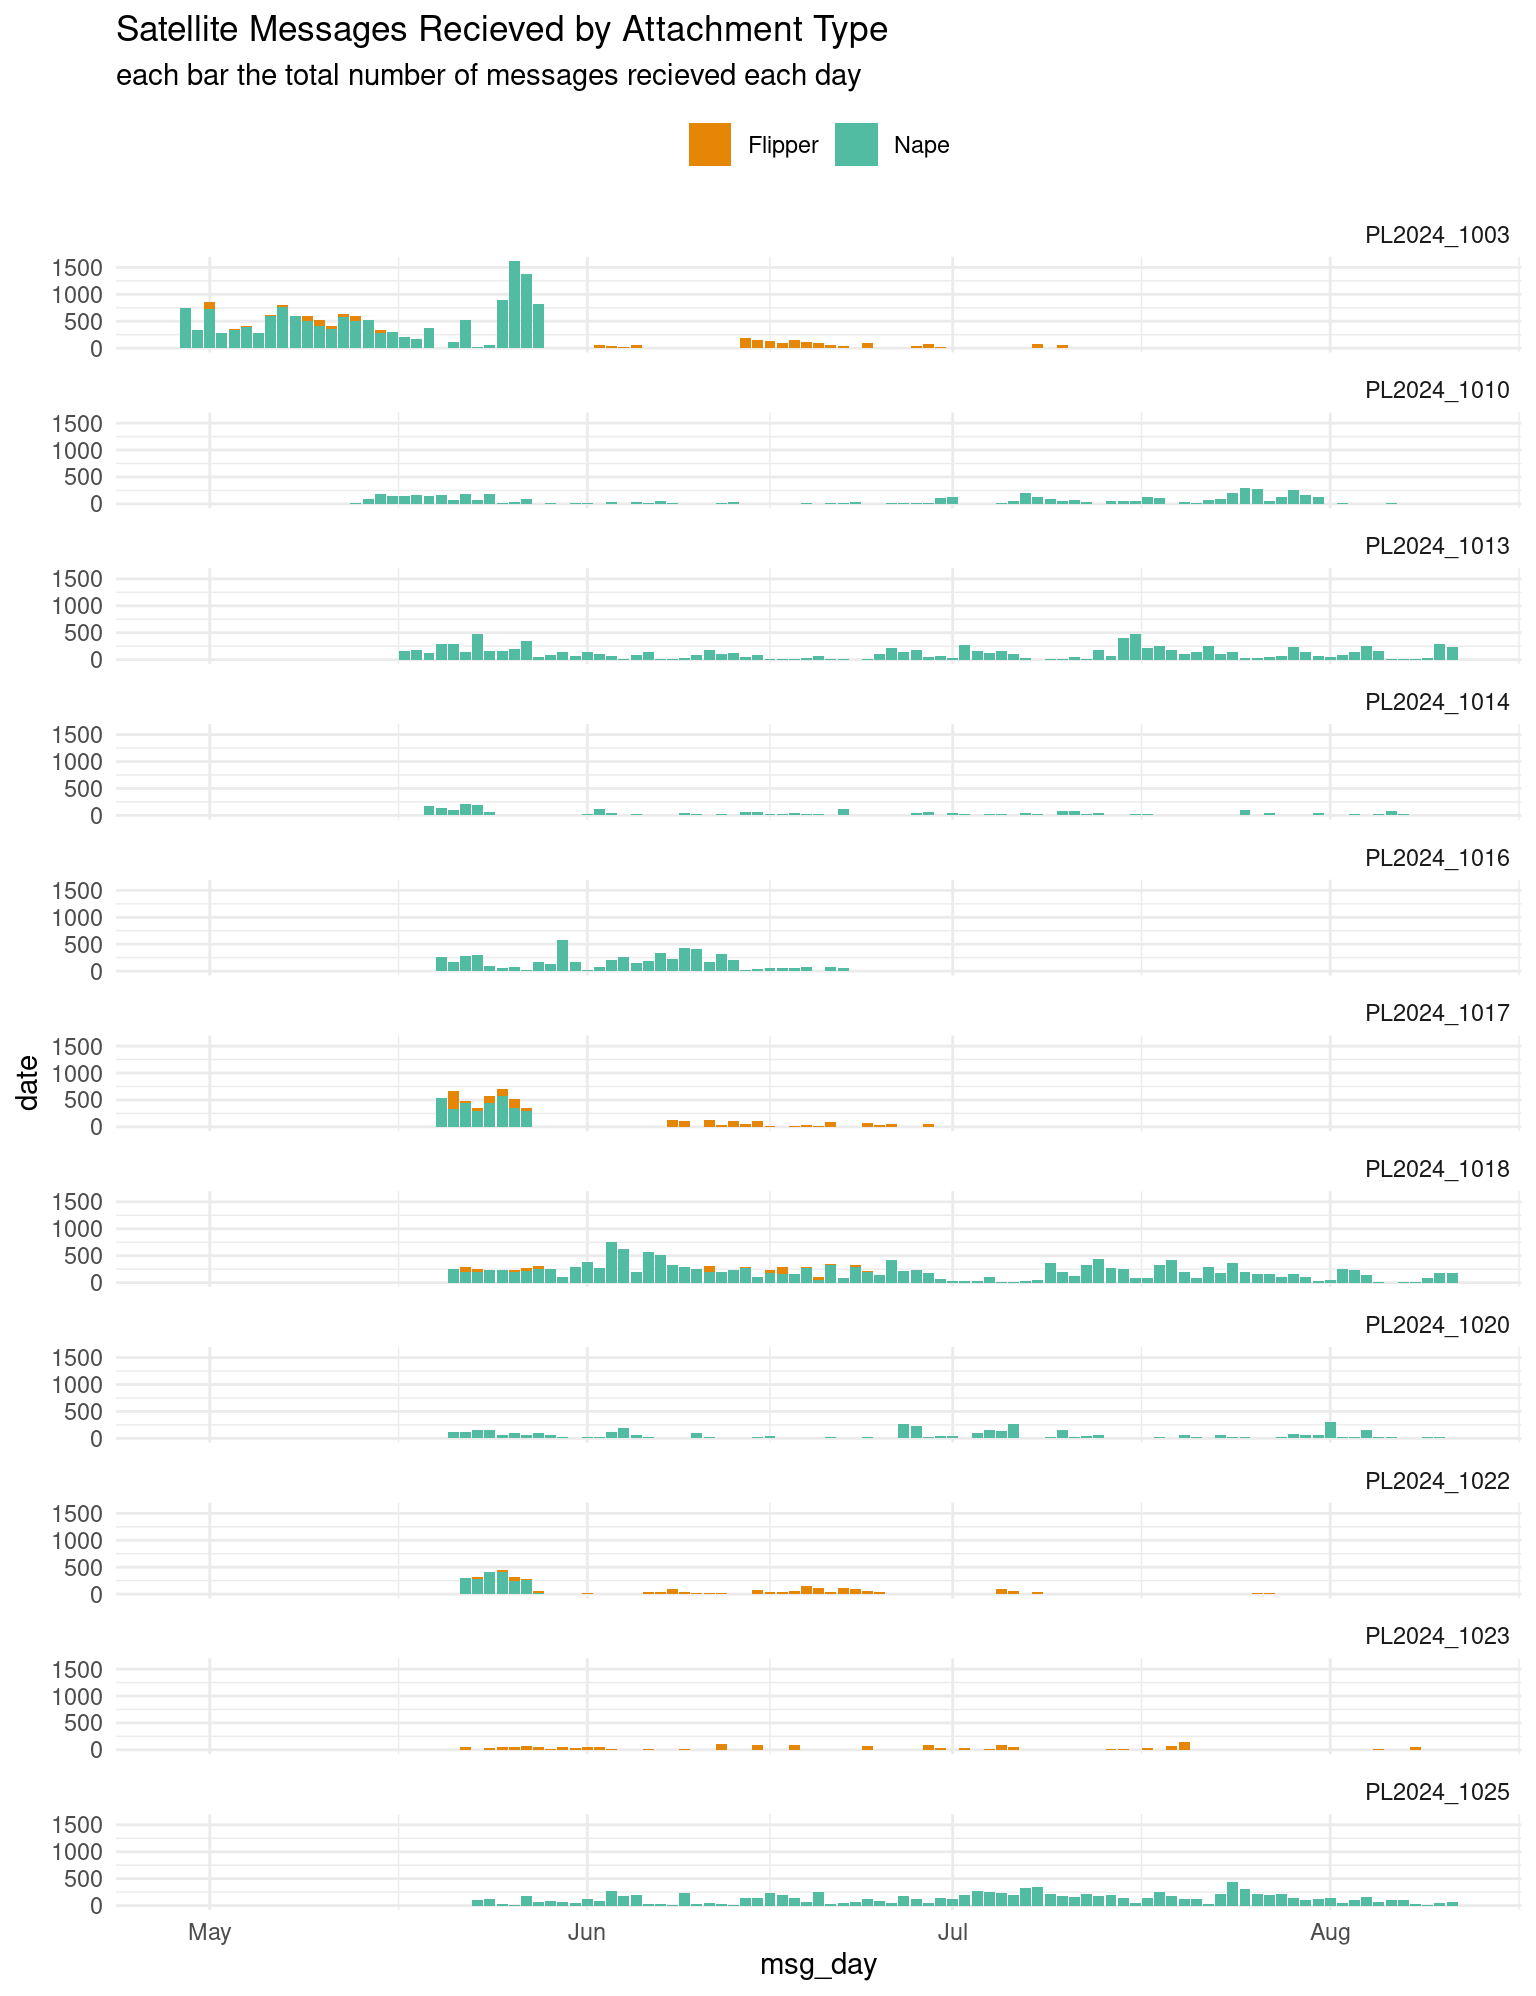 Satellite Messages Recieved by Attachment Type
each bar the total number of messages recieved each day
Flipper Nape
PL2024_1003
1500
1000
500
0
PL2024_1010
1500
1000
500
0
PL2024_1013
1500
1000
500
0
PL2024_1014
1500
1000
500
0
PL2024_1016
1500
1000
500
0
PL2024_1017
1500
1000
500
0
date
PL2024_1018
1500
1000
500
0
PL2024_1020
1500
1000
500
0
PL2024_1022
1500
1000
500
0
PL2024_1023
1500
1000
500
0
PL2024_1025
1500
1000
500
0
May Jun Jul Aug
msg_day